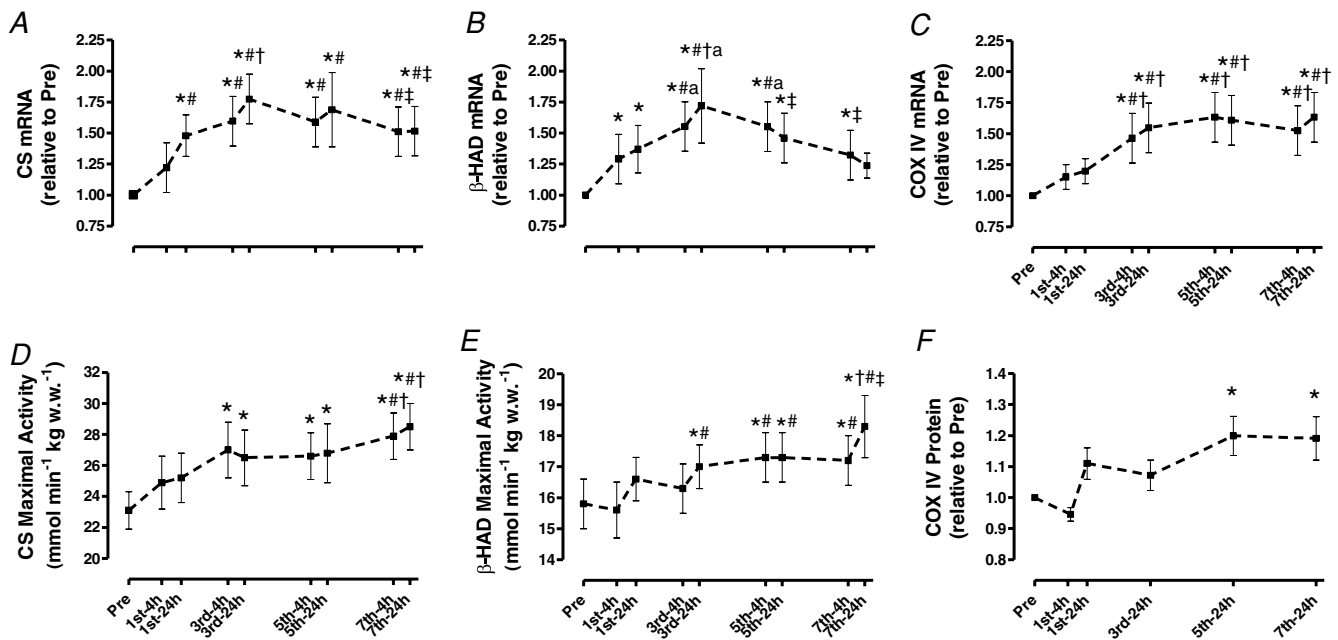 A
CS mRNA
(relative to Pre)
2.25
2.00
1.75
1.50
1.25
1.00
0.75
*#
*#
*#†
*#
*#
*#‡
*#‡
B
β-HAD mRNA
(relative to Pre)
2.25
2.00
1.75
1.50
1.25
1.00
0.75
*
*
*#a
*#†a
*#a
*‡
*‡
C
COX IV mRNA
(relative to Pre)
2.25
2.00
1.75
1.50
1.25
1.00
0.75
*#†
*#†
*#†
*#†
*#†
*#†
Pre
1st-4h
1st-24h
3rd-4h
3rd-24h
5th-4h
5th-24h
7th-4h
7th-24h
D
CS Maximal Activity
(mmol min⁻¹ kg w.w.⁻¹)
32
30
28
26
24
22
20
*
*
*
*
*#†
*#†
Pre
1st-4h
1st-24h
3rd-4h
3rd-24h
5th-4h
5th-24h
7th-4h
7th-24h
E
β-HAD Maximal Activity
(mmol min⁻¹ kg w.w.⁻¹)
20
19
18
17
16
15
14
*#
*#
*#
*#
*†#‡
Pre
1st-4h
1st-24h
3rd-4h
3rd-24h
5th-4h
5th-24h
7th-4h
7th-24h
F
COX IV Protein
(relative to Pre)
1.4
1.3
1.2
1.1
1.0
0.9
0.8
*
*
Pre
1st-4h
1st-24h
3rd-24h
5th-24h
7th-24h